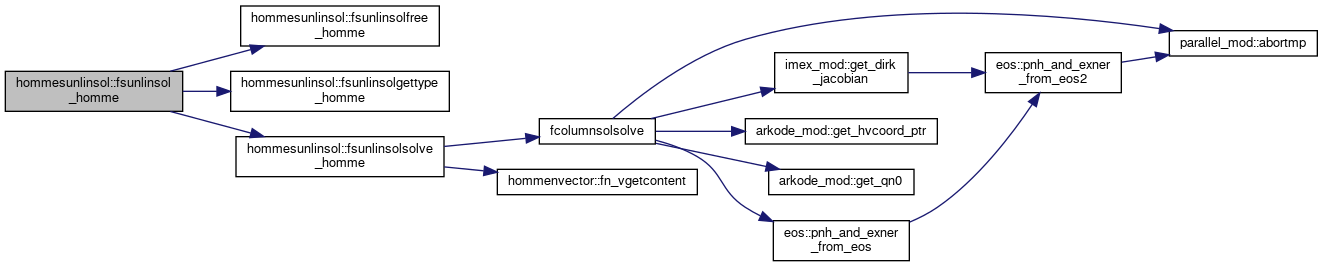 hommesunlinsol::fsunlinsol
_homme
hommesunlinsol::fsunlinsolfree
_homme
hommesunlinsol::fsunlinsolgettype
_homme
hommesunlinsol::fsunlinsolsolve
_homme
fcolumnsolsolve
hommenvector::fn_vgetcontent
imex_mod::get_dirk
_jacobian
arkode_mod::get_hvcoord_ptr
arkode_mod::get_qn0
eos::pnh_and_exner
_from_eos
eos::pnh_and_exner
_from_eos2
parallel_mod::abortmp